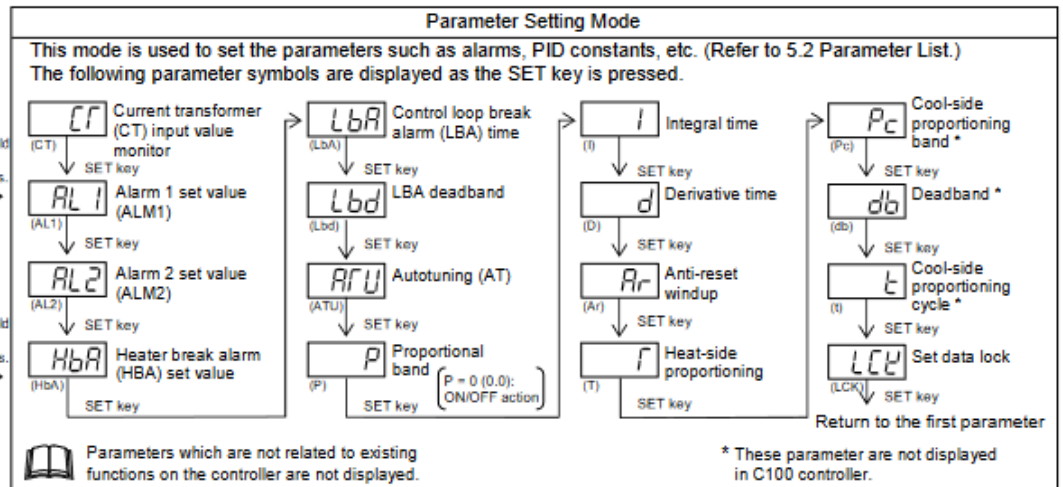 Parameter Setting Mode
This mode is used to set the parameters such as alarms, PID constants, etc. (Refer to 5.2 Parameter List.)
The following parameter symbols are displayed as the SET key is pressed.
CT
(CT)
Current transformer
(CT) input value
monitor
SET key
AL1
(AL1)
Alarm 1 set value
(ALM1)
SET key
AL2
(AL2)
Alarm 2 set value
(ALM2)
SET key
HbA
(HbA)
Heater break alarm
(HBA) set value
SET key
LbA
(LbA)
Control loop break
alarm (LBA) time
SET key
Lbd
(Lbd)
LBA deadband
SET key
ATU
(ATU)
Autotuning (AT)
SET key
P
(P)
Proportional
band
P = 0 (0.0):
ON/OFF action
SET key
I
(I)
Integral time
SET key
d
(D)
Derivative time
SET key
Ar
(Ar)
Anti-reset
windup
SET key
T
(T)
Heat-side
proportioning
SET key
Pc
(Pc)
Cool-side
proportioning
band *
SET key
db
(db)
Deadband *
SET key
t
(t)
Cool-side
proportioning
cycle *
SET key
LCK
(LCK)
Set data lock
SET key
Return to the first parameter
Parameters which are not related to existing
functions on the controller are not displayed.
* These parameter are not displayed
in C100 controller.